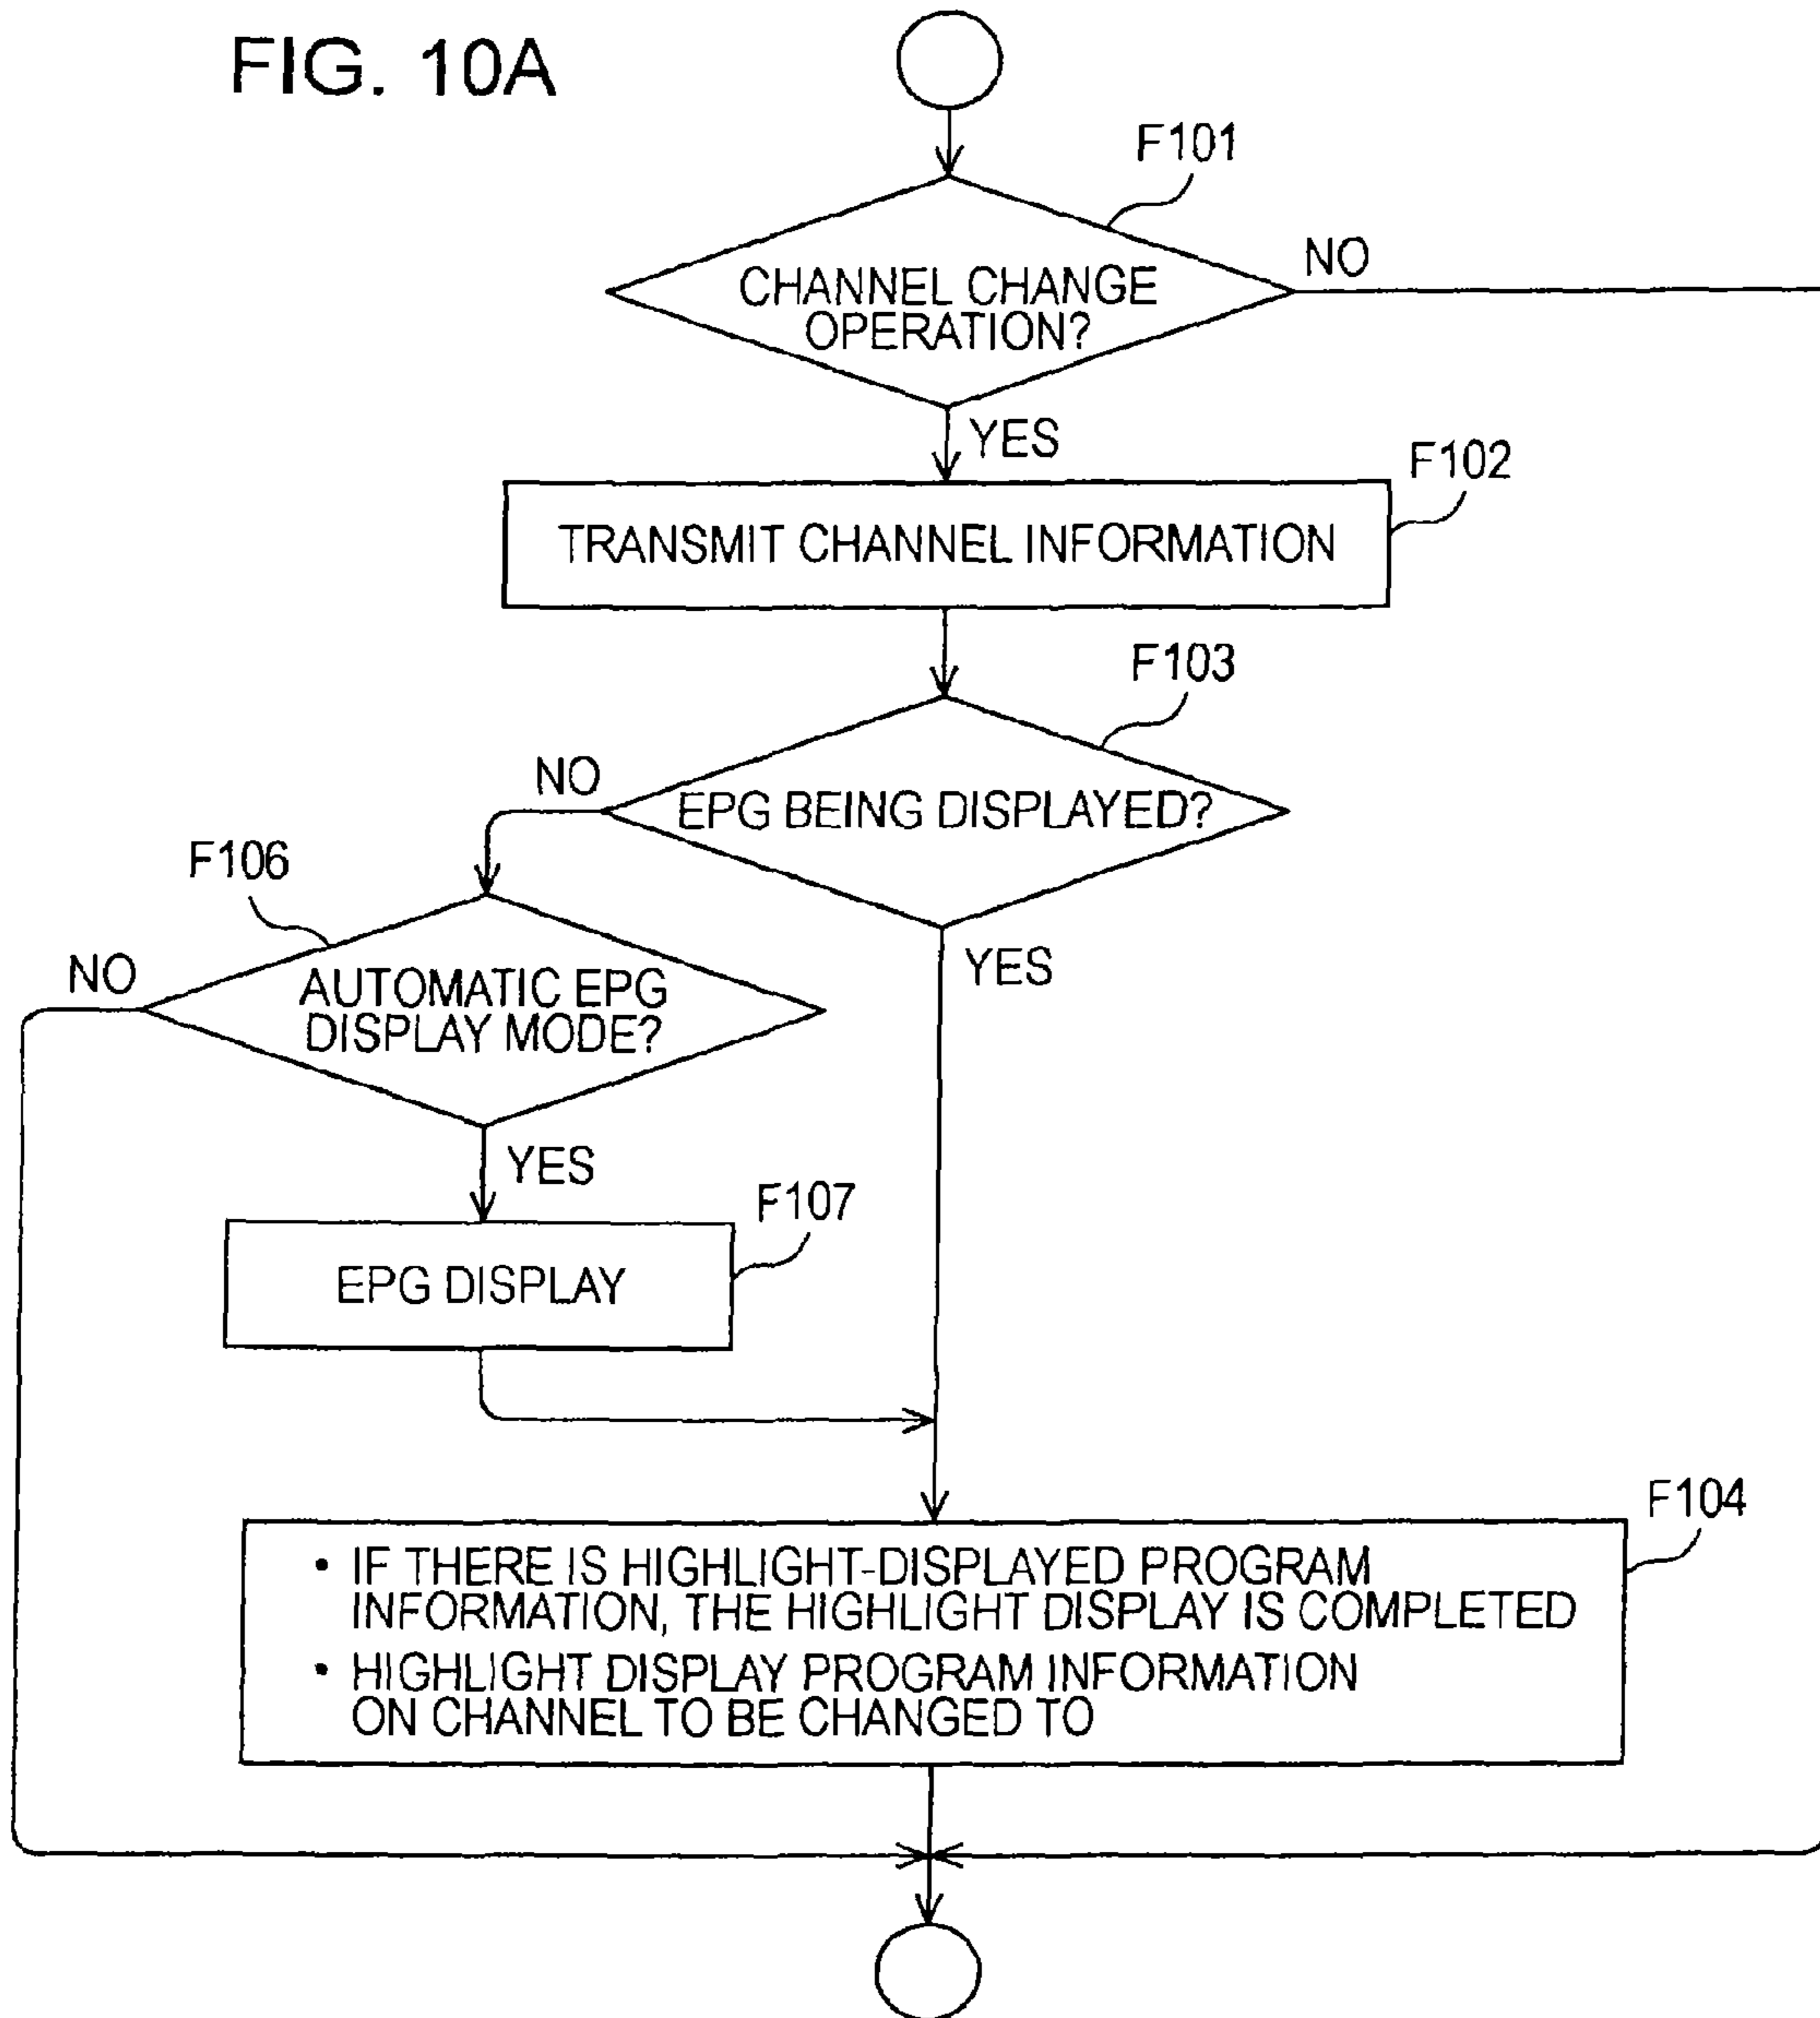 FIG. 10A
F101
CHANNEL CHANGE
OPERATION?
NO
YES
F102
TRANSMIT CHANNEL INFORMATION
F103
EPG BEING DISPLAYED?
NO
YES
F106
AUTOMATIC EPG
DISPLAY MODE?
NO
YES
F107
EPG DISPLAY
F104
• IF THERE IS HIGHLIGHT-DISPLAYED PROGRAM
INFORMATION, THE HIGHLIGHT DISPLAY IS COMPLETED
• HIGHLIGHT DISPLAY PROGRAM INFORMATION
ON CHANNEL TO BE CHANGED TO